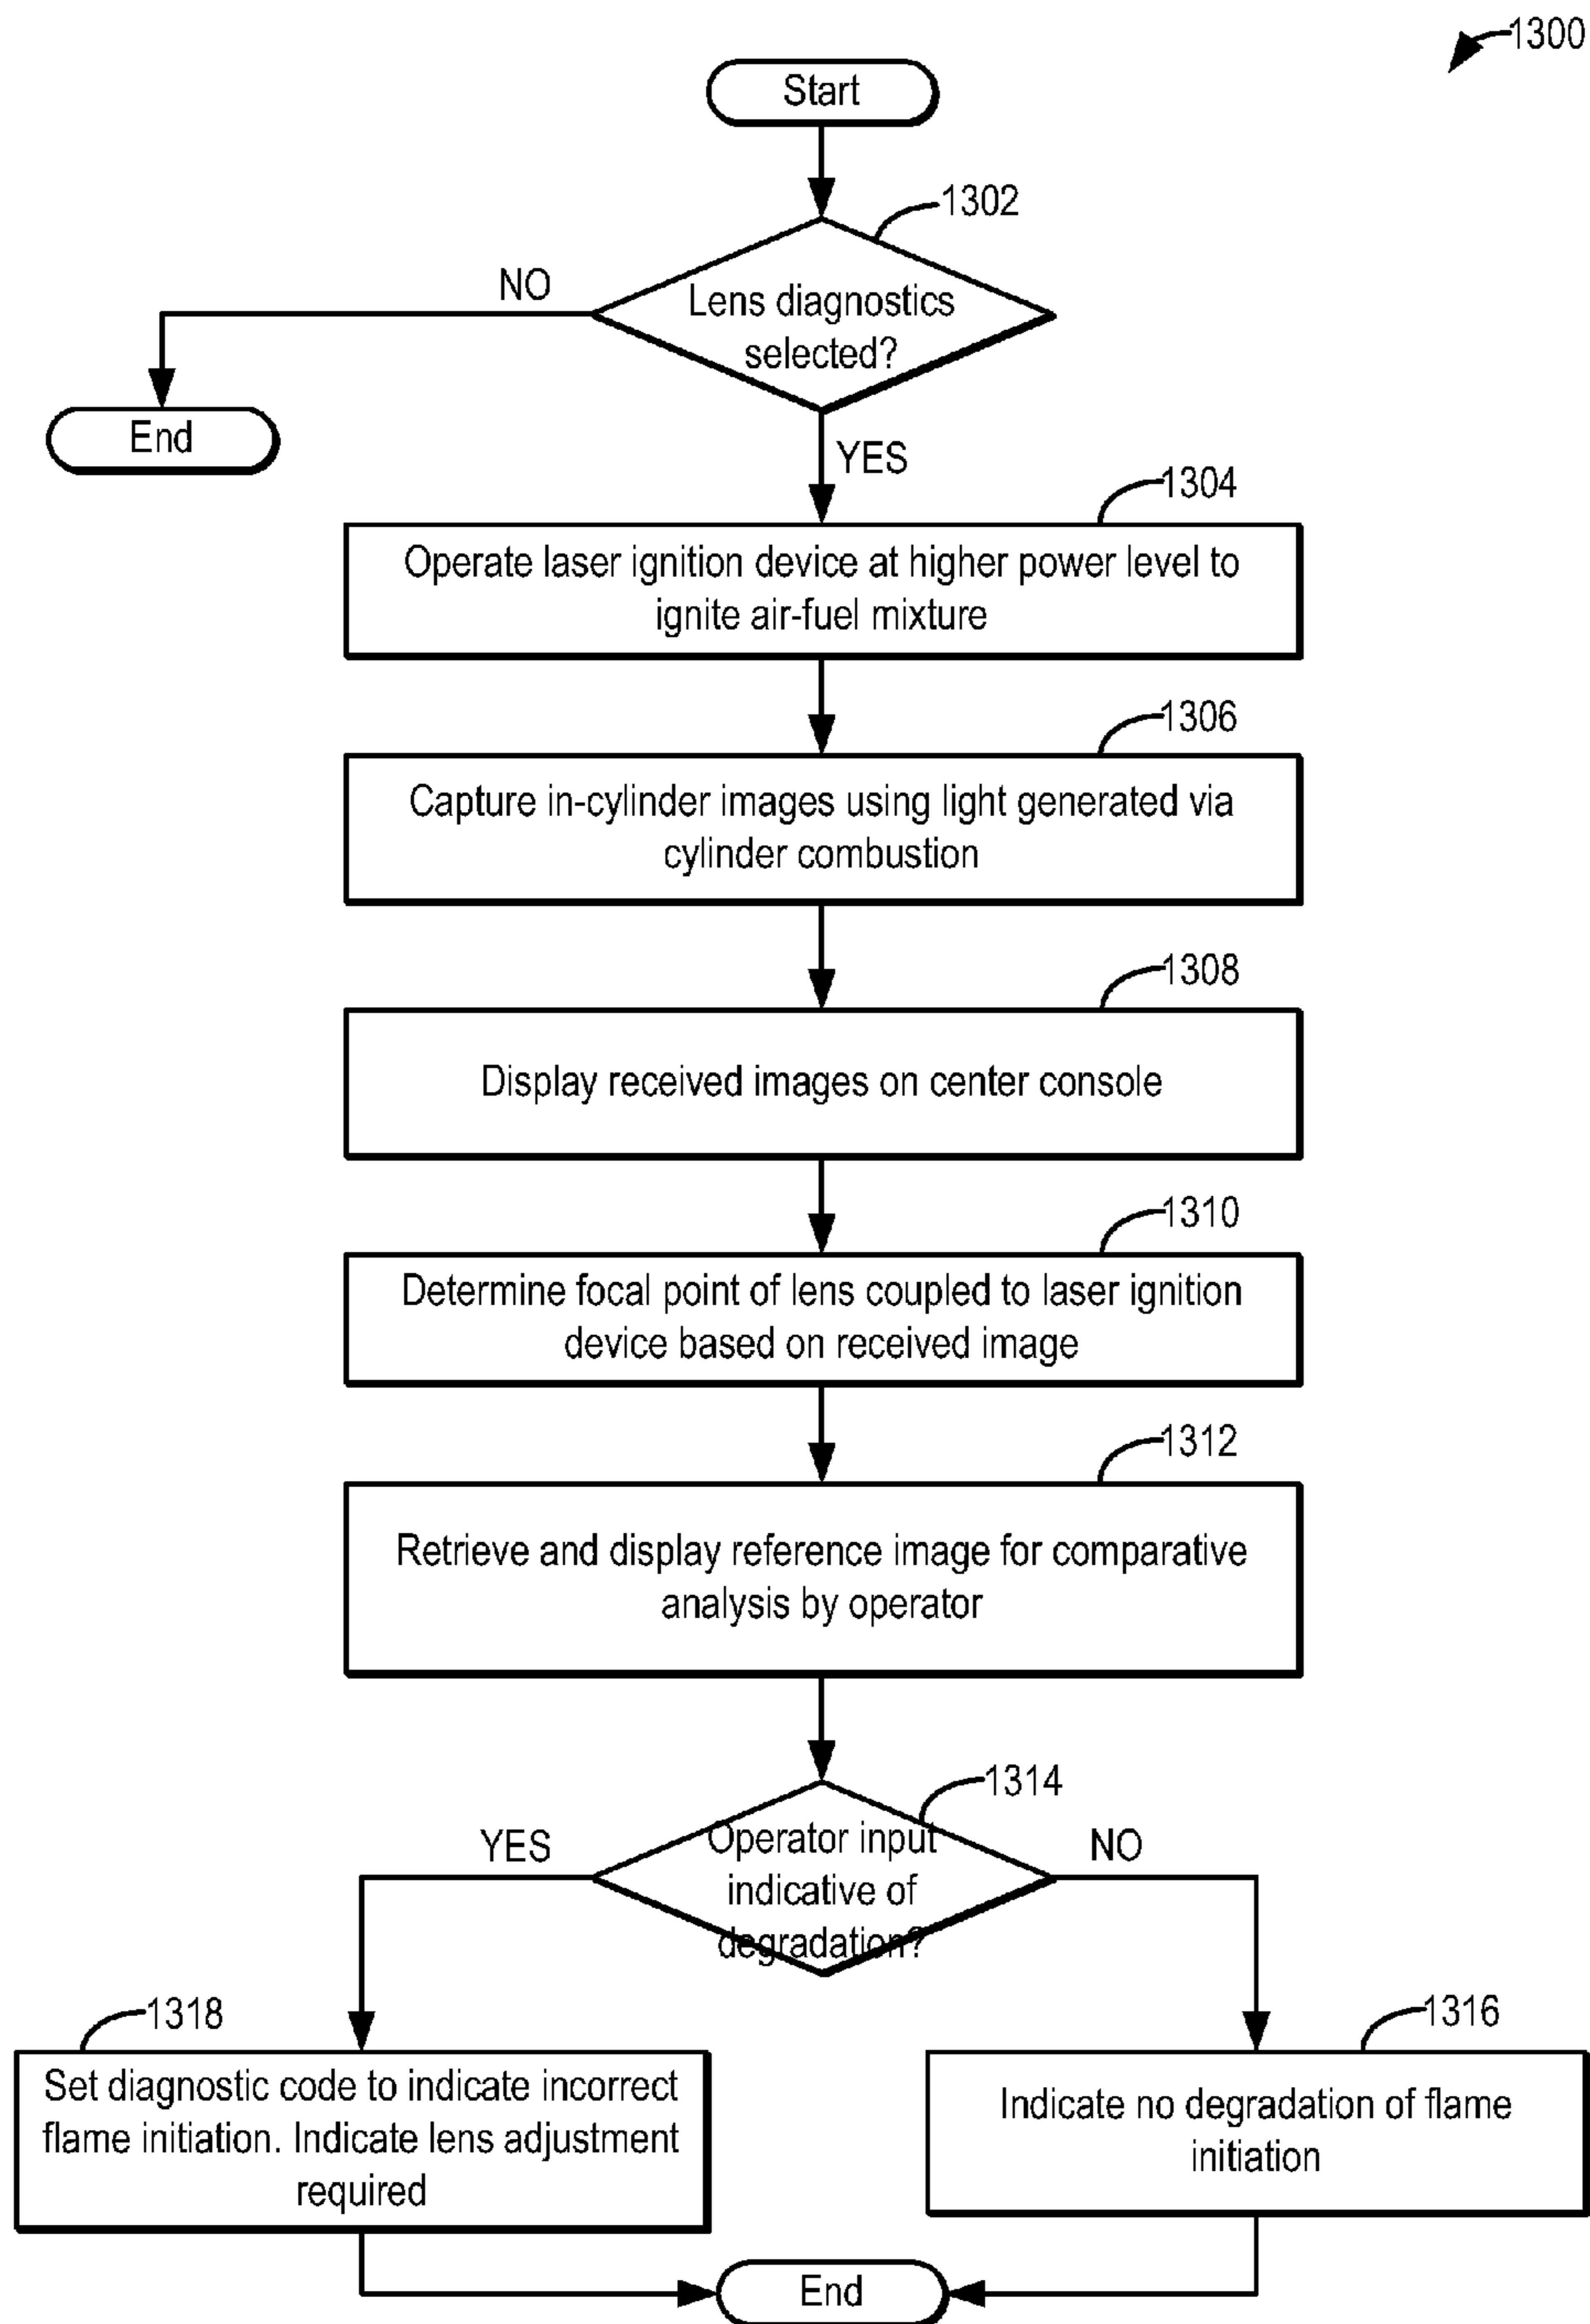 1300
Start
1302
NO
Lens diagnostics
selected?
End
YES
1304
Operate laser ignition device at higher power level to
ignite air-fuel mixture
1306
Capture in-cylinder images using light generated via
cylinder combustion
1308
Display received images on center console
1310
Determine focal point of lens coupled to laser ignition
device based on received image
1312
Retrieve and display reference image for comparative
analysis by operator
1314
YES
Operator input
indicative of
degradation?
NO
1318
Set diagnostic code to indicate incorrect
flame initiation. Indicate lens adjustment
required
1316
Indicate no degradation of flame
initiation
End